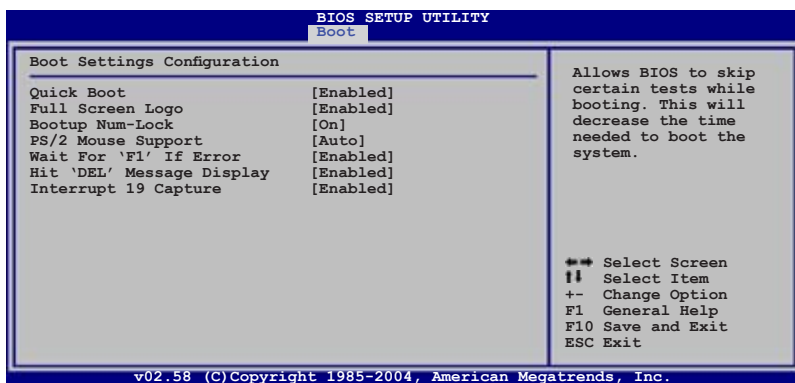 BIOS SETUP UTILITY
Boot
Boot Settings Configuration
Quick Boot [Enabled]
Full Screen Logo [Enabled]
Bootup Num-Lock [On]
PS/2 Mouse Support [Auto]
Wait For ‘F1’ If Error [Enabled]
Hit ‘DEL’ Message Display [Enabled]
Interrupt 19 Capture [Enabled]
Allows BIOS to skip
certain tests while
booting. This will
decrease the time
needed to boot the
system.
←→ Select Screen
↑↓ Select Item
+- Change Option
F1 General Help
F10 Save and Exit
ESC Exit
v02.58 (C)Copyright 1985-2004, American Megatrends, Inc.